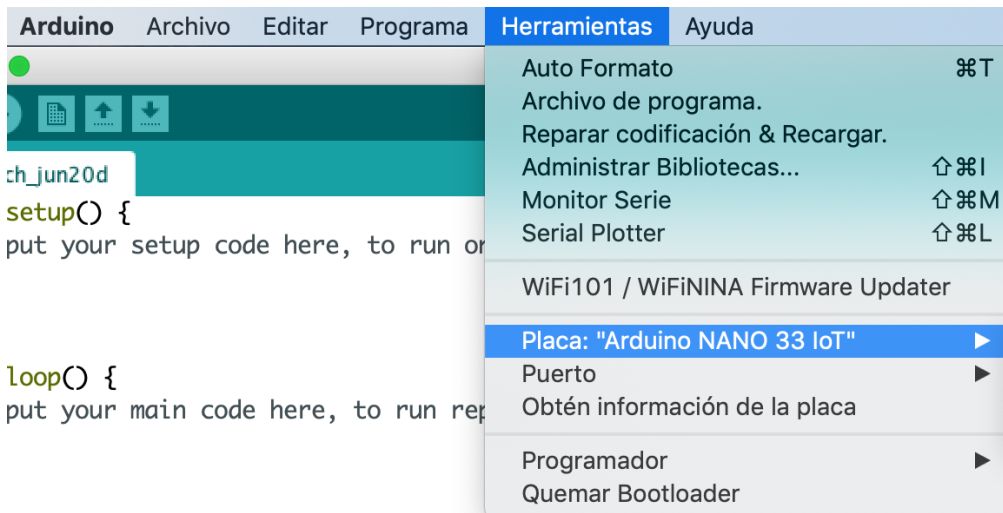 Arduino Archivo Editar Programa Herramientas Ayuda
Auto Formato ⌘T
Archivo de programa.
Reparar codificación & Recargar.
Administrar Bibliotecas... ⇧⌘I
Monitor Serie ⇧⌘M
Serial Plotter ⇧⌘L
WiFi101 / WiFiNINA Firmware Updater
Placa: "Arduino NANO 33 IoT"
Puerto
Obtén información de la placa
Programador
Quemar Bootloader
ch_jun20d
setup() {
put your setup code here, to run or
loop() {
put your main code here, to run rep